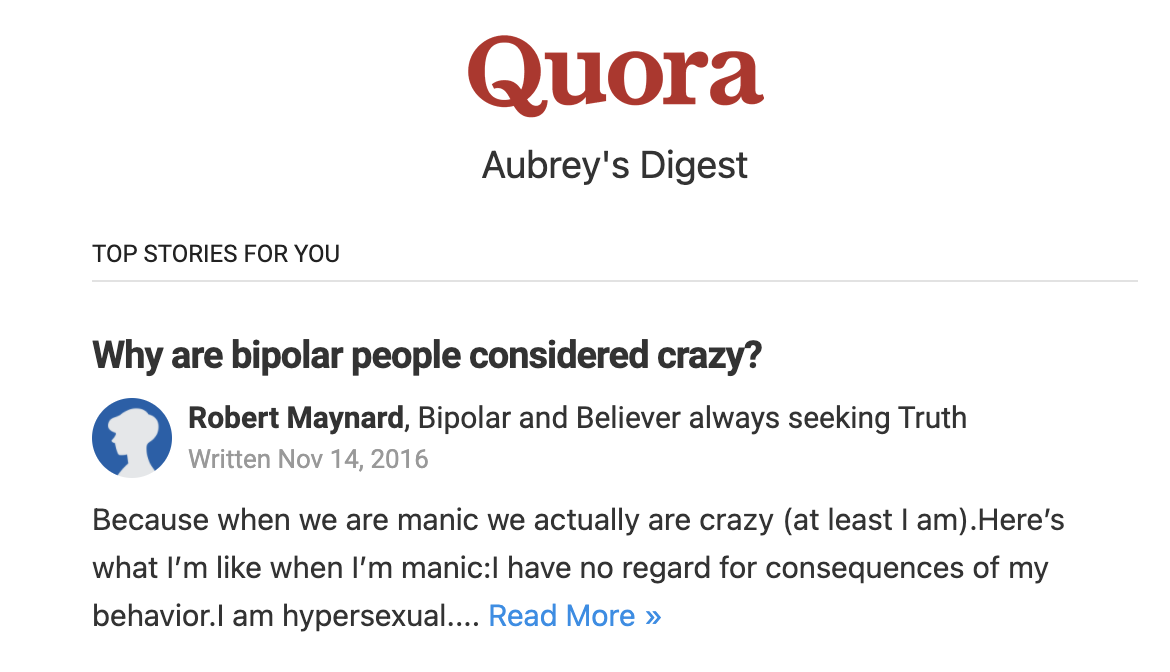 Quora
Aubrey's Digest
TOP STORIES FOR YOU
Why are bipolar people considered crazy?
Robert Maynard, Bipolar and Believer always seeking Truth
Written Nov 14, 2016
Because when we are manic we actually are crazy (at least I am).Here’s
what I’m like when I’m manic:I have no regard for consequences of my
behavior.I am hypersexual.... Read More »